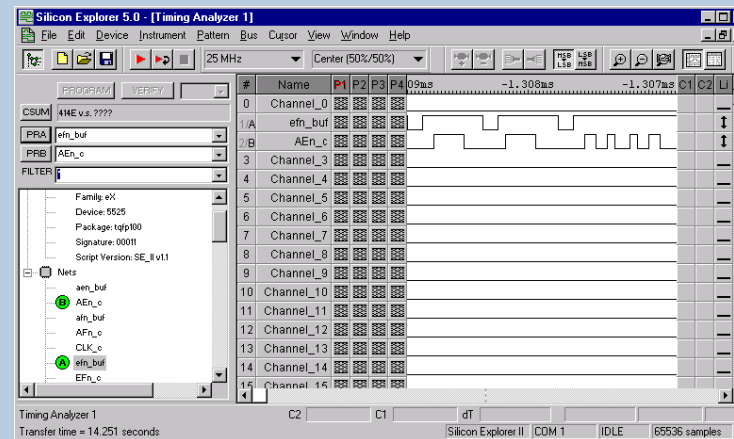 Silicon Explorer 5.0 - [Timing Analyzer 1]
File Edit Device Instrument Pattern Bus Cursor View Window Help
25 MHz Center (50%/50%) MSB LSB LSB MSB
PROGRAM VERIFY
CSUM 414E v.s. ????
PRA efn_buf
PRB AEn_c
FILTER *
Family: eX
Device: 5525
Package: tqfp100
Signature: 00011
Script Version: SE_II v1.1
Nets
aen_buf
B AEn_c
afn_buf
AFn_c
CLK_c
A efn_buf
EFn_c
# Name P1 P2 P3 P4 09ms -1.308ms -1.307ms C1 C2 Li
0 Channel_0
1/A efn_buf
2/B AEn_c
3 Channel_3
4 Channel_4
5 Channel_5
6 Channel_6
7 Channel_7
8 Channel_8
9 Channel_9
10 Channel_10
11 Channel_11
12 Channel_12
13 Channel_13
14 Channel_14
15 Channel_15
Timing Analyzer 1 C2 C1 dT
Transfer time = 14.251 seconds Silicon Explorer II COM 1 IDLE 65536 samples